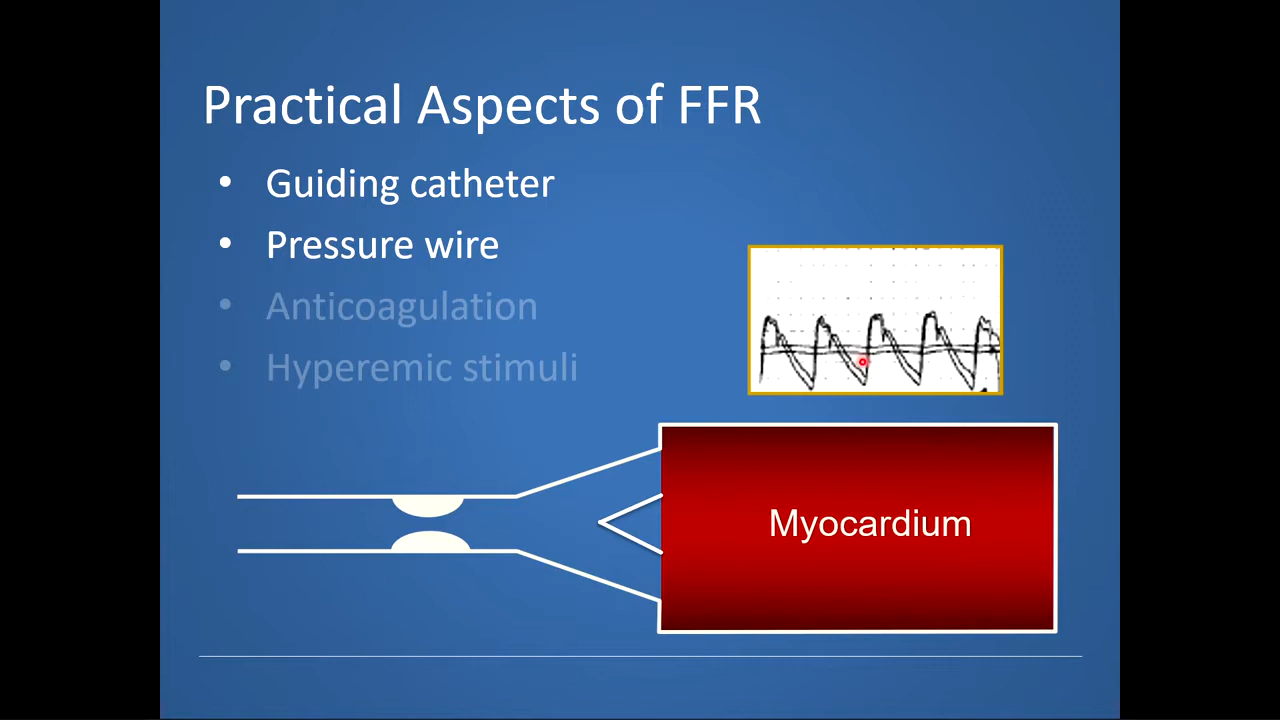 Practical Aspects of FFR
• Guiding catheter
• Pressure wire
• Anticoagulation
• Hyperemic stimuli
Myocardium